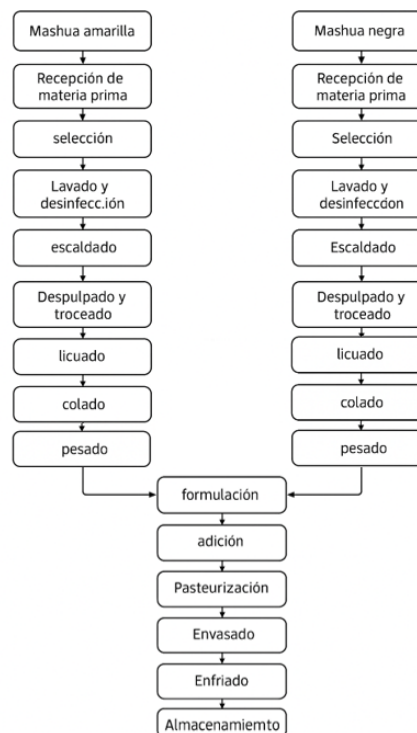 Mashua amarilla
Recepción de
materia prima
selección
Lavado y
desinfecc.ión
escaldado
Despulpado y
troceado
licuado
colado
pesado
Mashua negra
Recepción de
materia prima
Selección
Lavado y
desinfeccdon
Escaldado
Despulpado y
troceado
licuado
colado
pesado
formulación
adición
Pasteurización
Envasado
Enfriado
Almacenamiemto